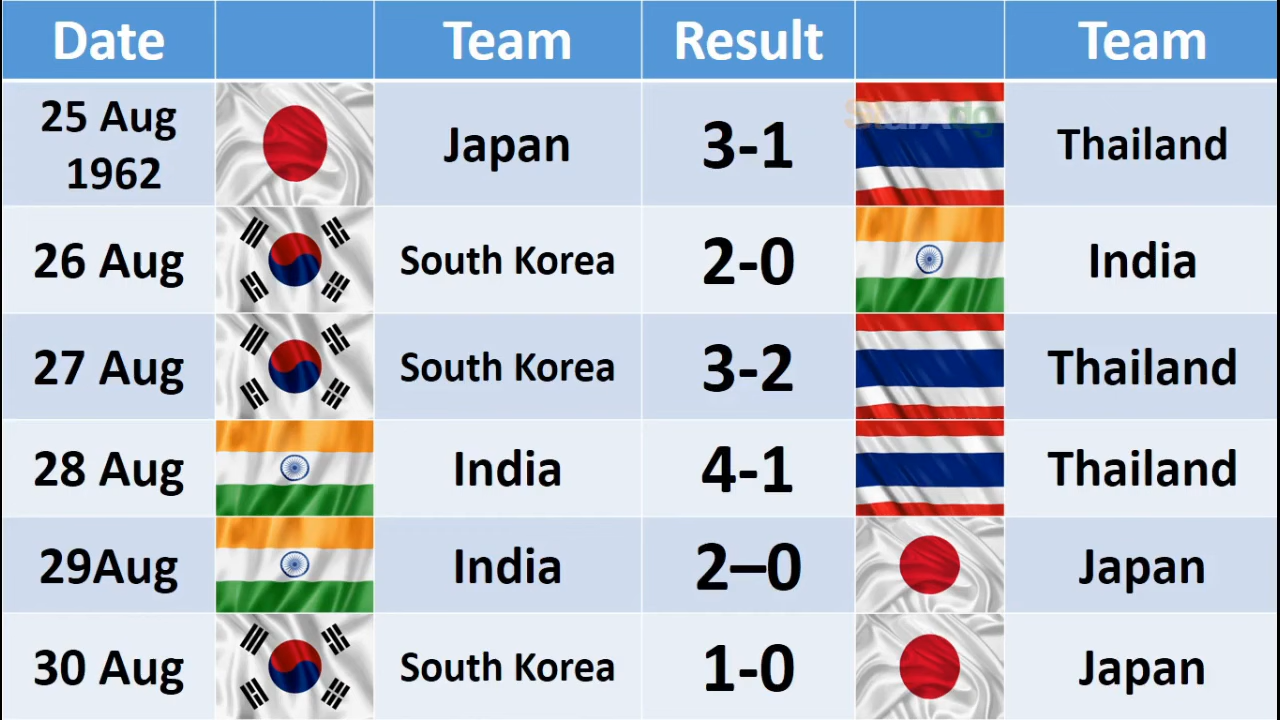 Date Team Result Team
25 Aug
1962
Japan 3-1 Thailand
StarAdg
26 Aug South Korea 2-0 India
27 Aug South Korea 3-2 Thailand
28 Aug India 4-1 Thailand
29Aug India 2–0 Japan
30 Aug South Korea 1-0 Japan